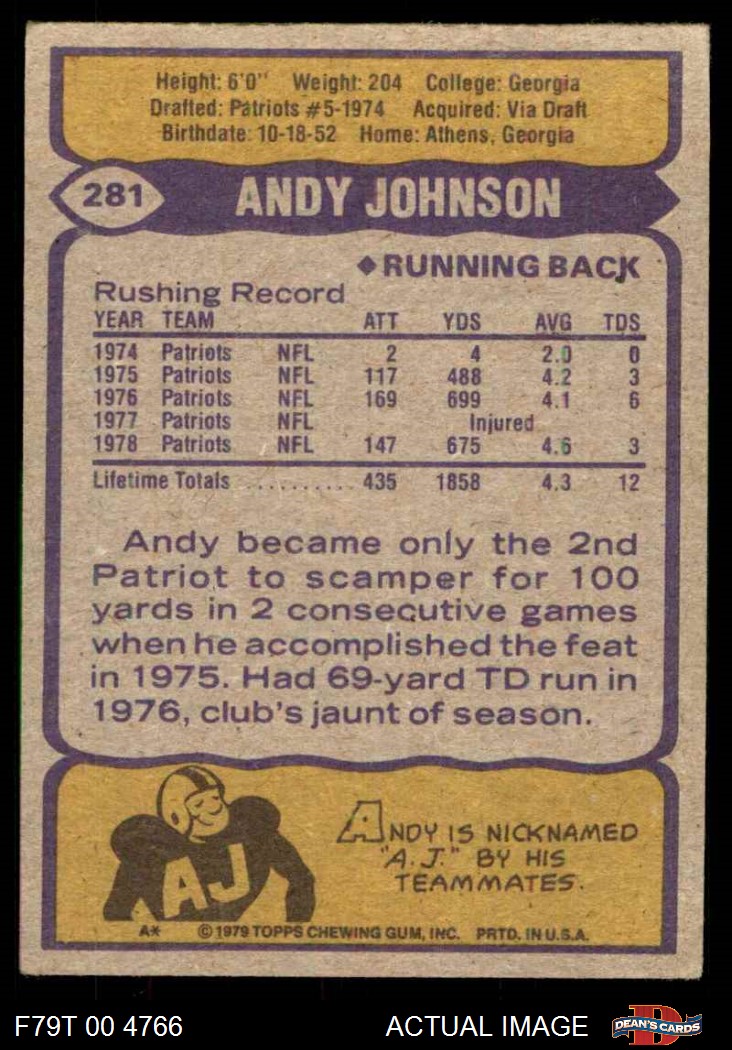 Height: 6'0" Weight: 204 College: Georgia
Drafted: Patriots #5-1974 Acquired: Via Draft
Birthdate: 10-18-52 Home: Athens, Georgia
281 ANDY JOHNSON
◆RUNNING BACK
Rushing Record
YEAR TEAM ATT YDS AVG TDS
1974 Patriots NFL 2 4 2.0 0
1975 Patriots NFL 117 488 4.2 3
1976 Patriots NFL 169 699 4.1 6
1977 Patriots NFL Injured
1978 Patriots NFL 147 675 4.6 3
Lifetime Totals .......... 435 1858 4.3 12
Andy became only the 2nd
Patriot to scamper for 100
yards in 2 consecutive games
when he accomplished the feat
in 1975. Had 69-yard TD run in
1976, club's jaunt of season.
ANDY IS NICKNAMED
"A.J." BY HIS
TEAMMATES.
AJ
A* © 1979 TOPPS CHEWING GUM, INC. PRTD. IN U.S.A.
F79T 00 4766 ACTUAL IMAGE D DEAN'S CARDS